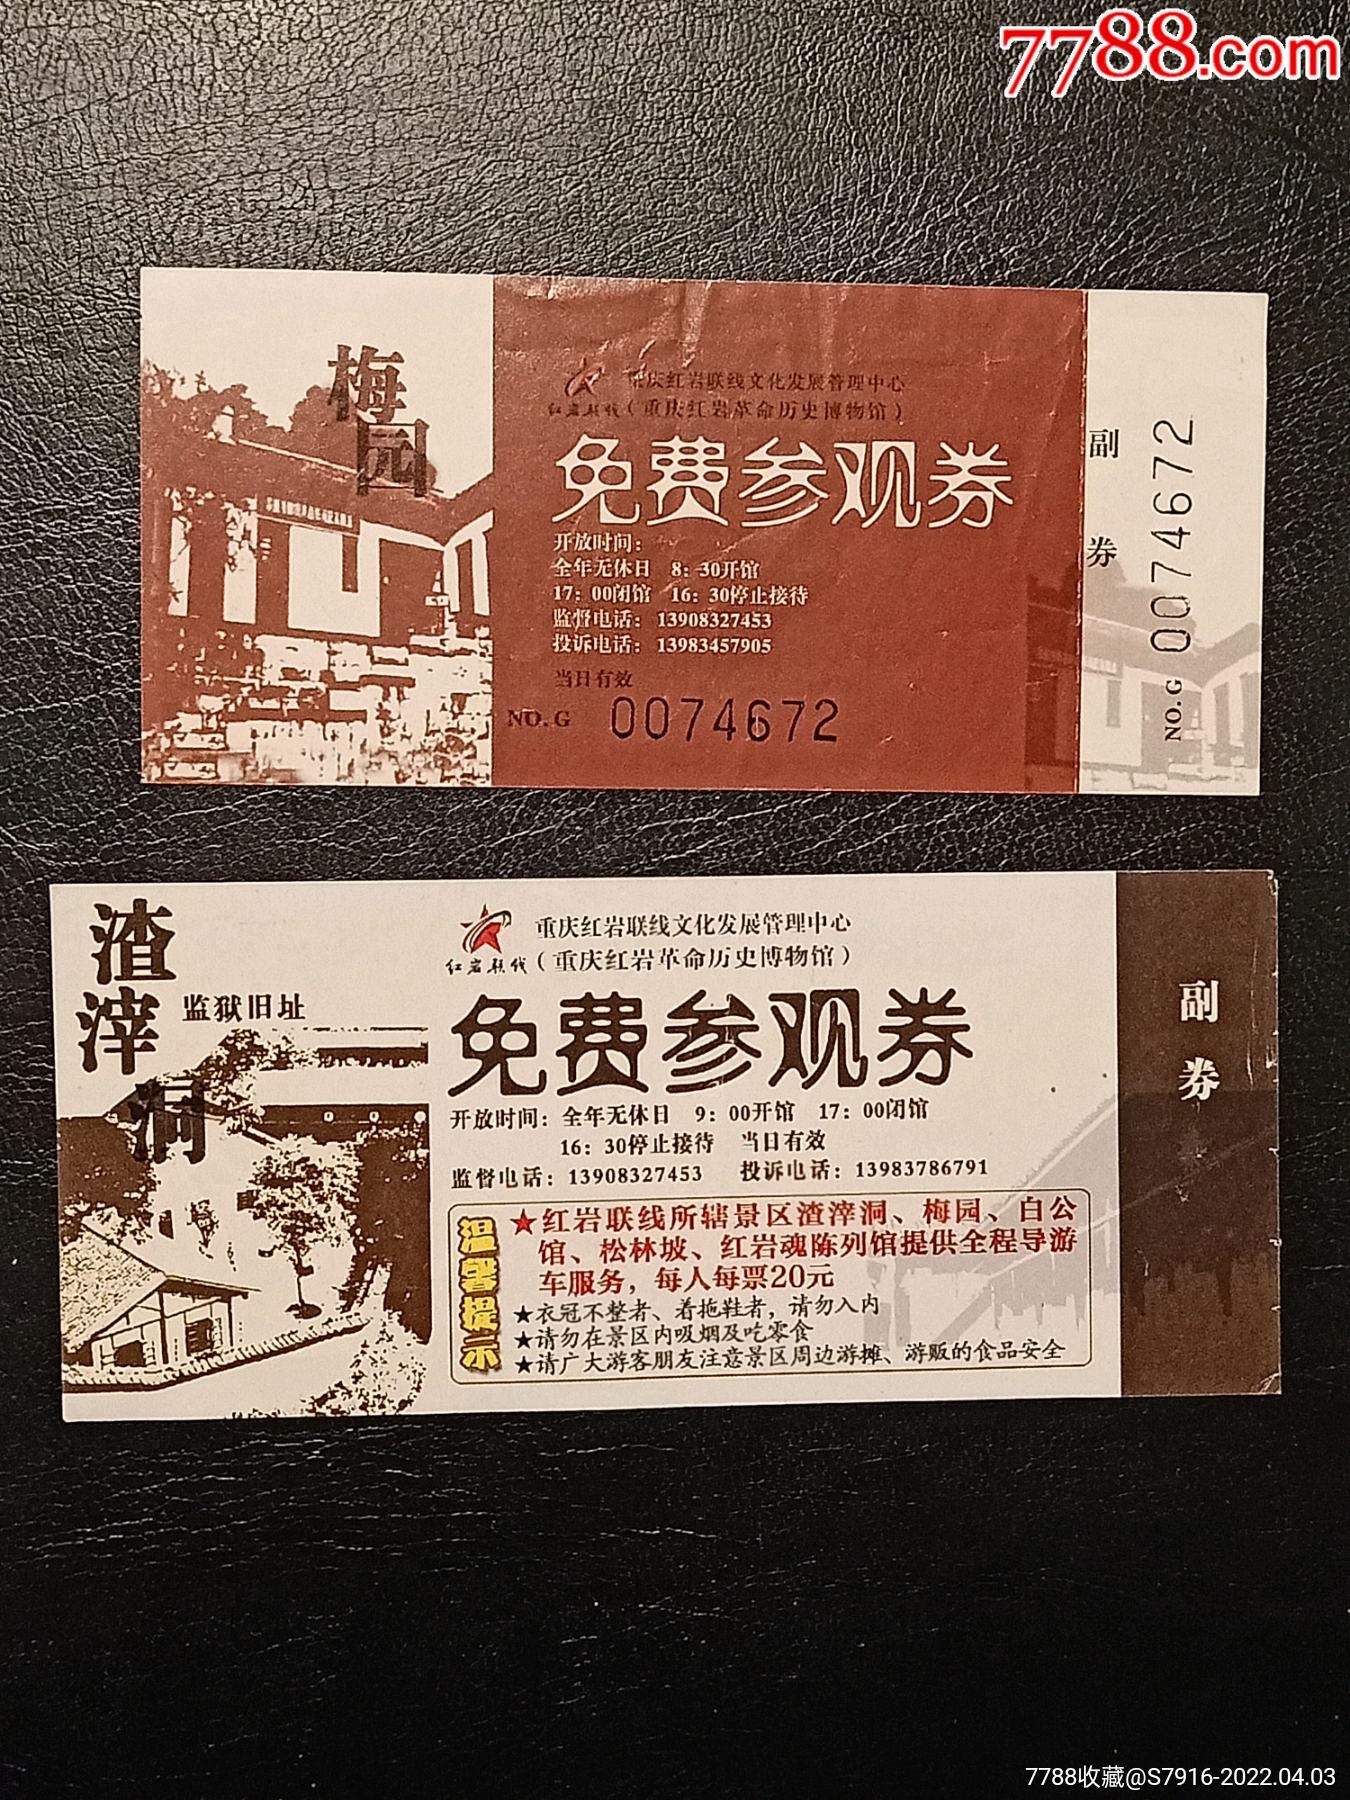 7788.com
梅园
重庆红岩联线文化发展管理中心
红岩联线(重庆红岩革命历史博物馆)
免费参观券
开放时间：
全年无休日 8：30开馆
17：00闭馆 16：30停止接待
监督电话：13908327453
投诉电话：13983457905
当日有效
NO.G 0074672
副券
NO.G 0074672
渣滓洞
监狱旧址
重庆红岩联线文化发展管理中心
红岩联线(重庆红岩革命历史博物馆)
免费参观券
开放时间：全年无休日 9：00开馆 17：00闭馆
16：30停止接待 当日有效
监督电话：13908327453 投诉电话：13983786791
温馨提示
★红岩联线所辖景区渣滓洞、梅园、白公
馆、松林坡、红岩魂陈列馆提供全程导游
车服务，每人每票20元
★衣冠不整者、着拖鞋者，请勿入内
★请勿在景区内吸烟及吃零食
★请广大游客朋友注意景区周边游摊、游贩的食品安全
副券
7788收藏@S7916-2022.04.03